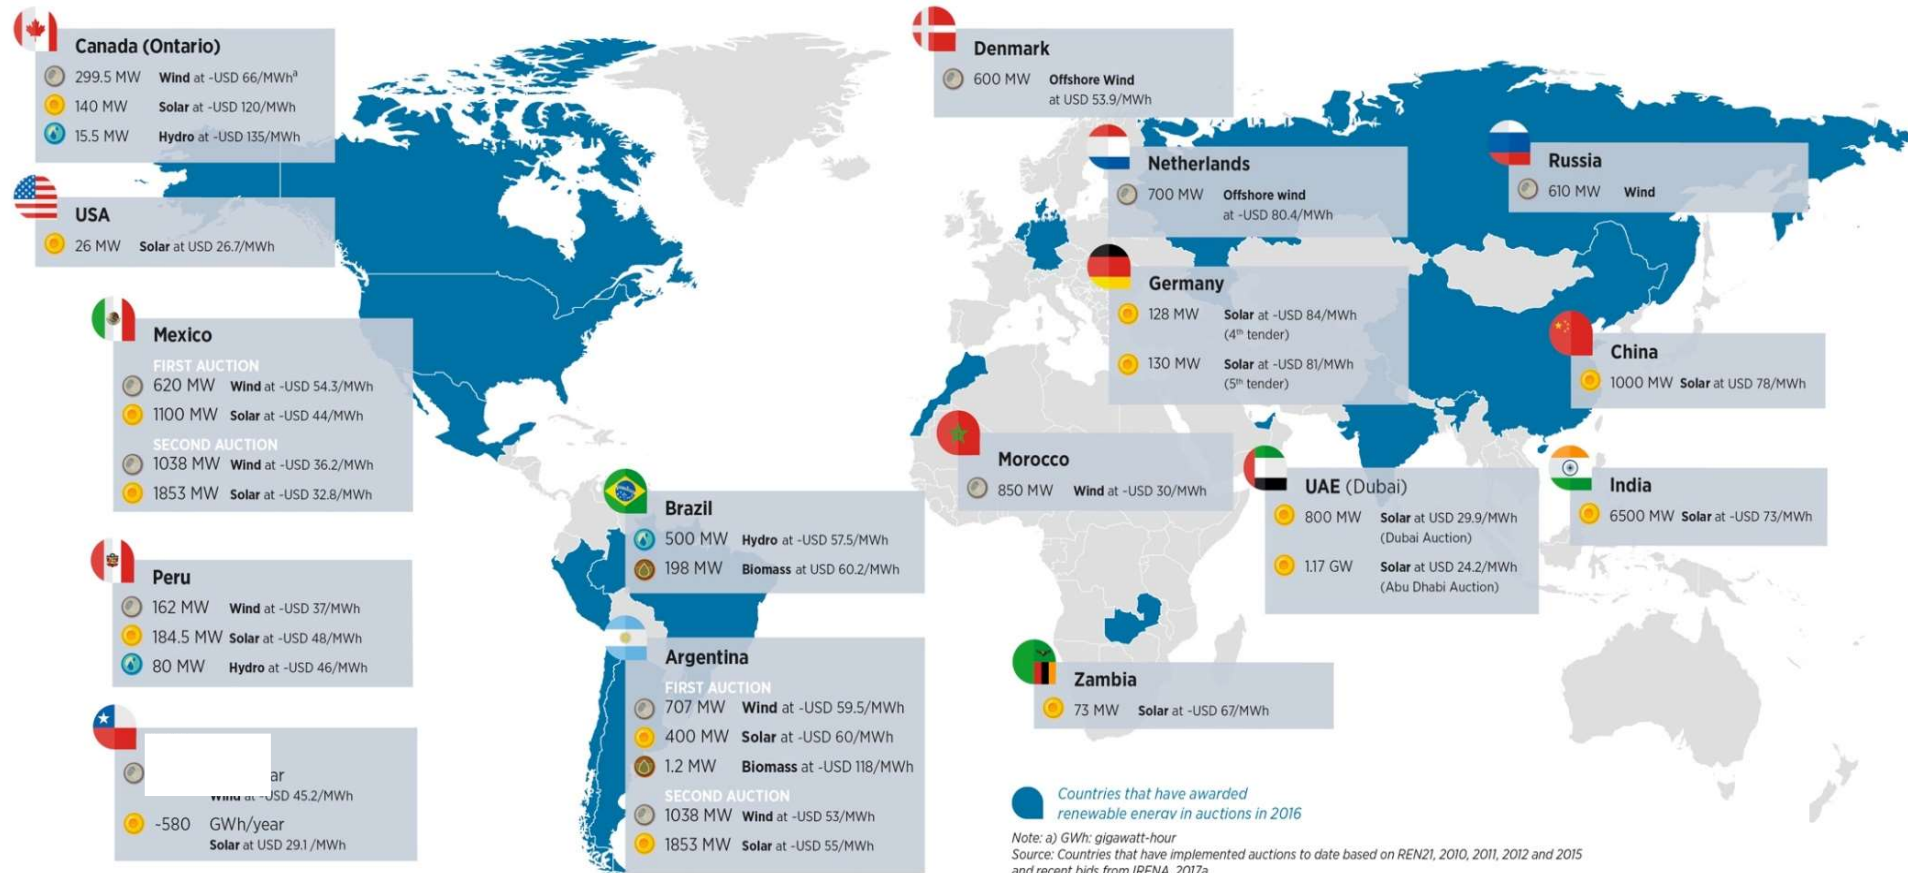 Canada (Ontario)
299.5 MW Wind at ~USD 66/MWhᵃ
140 MW Solar at ~USD 120/MWh
15.5 MW Hydro at ~USD 135/MWh
USA
26 MW Solar at USD 26.7/MWh
Mexico
FIRST AUCTION
620 MW Wind at ~USD 54.3/MWh
1100 MW Solar at ~USD 44/MWh
SECOND AUCTION
1038 MW Wind at ~USD 36.2/MWh
1853 MW Solar at ~USD 32.8/MWh
Peru
162 MW Wind at ~USD 37/MWh
184.5 MW Solar at ~USD 48/MWh
80 MW Hydro at ~USD 46/MWh
ar
Wind at ~USD 45.2/MWh
~580 GWh/year
Solar at USD 29.1 /MWh
Brazil
500 MW Hydro at ~USD 57.5/MWh
198 MW Biomass at USD 60.2/MWh
Argentina
FIRST AUCTION
707 MW Wind at ~USD 59.5/MWh
400 MW Solar at ~USD 60/MWh
1.2 MW Biomass at ~USD 118/MWh
SECOND AUCTION
1038 MW Wind at ~USD 53/MWh
1853 MW Solar at ~USD 55/MWh
Denmark
600 MW Offshore Wind
at USD 53.9/MWh
Netherlands
700 MW Offshore wind
at ~USD 80.4/MWh
Germany
128 MW Solar at ~USD 84/MWh
(4ᵗʰ tender)
130 MW Solar at ~USD 81/MWh
(5ᵗʰ tender)
Russia
610 MW Wind
China
1000 MW Solar at USD 78/MWh
Morocco
850 MW Wind at ~USD 30/MWh
UAE (Dubai)
800 MW Solar at USD 29.9/MWh
(Dubai Auction)
1.17 GW Solar at USD 24.2/MWh
(Abu Dhabi Auction)
India
6500 MW Solar at ~USD 73/MWh
Zambia
73 MW Solar at ~USD 67/MWh
Countries that have awarded
renewable energy in auctions in 2016
Note: a) GWh: gigawatt-hour
Source: Countries that have implemented auctions to date based on REN21, 2010, 2011, 2012 and 2015
and recent bids from IRENA, 2017a